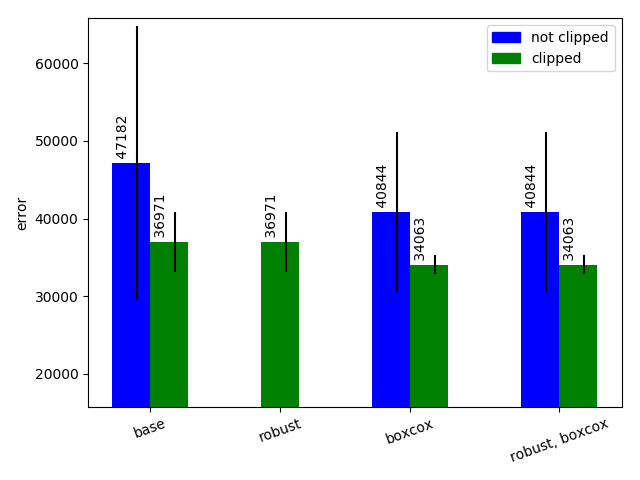 not clipped
clipped
60000
50000
40000
30000
20000
error
47182
36971
36971
40844
34063
40844
34063
base
robust
boxcox
robust, boxcox